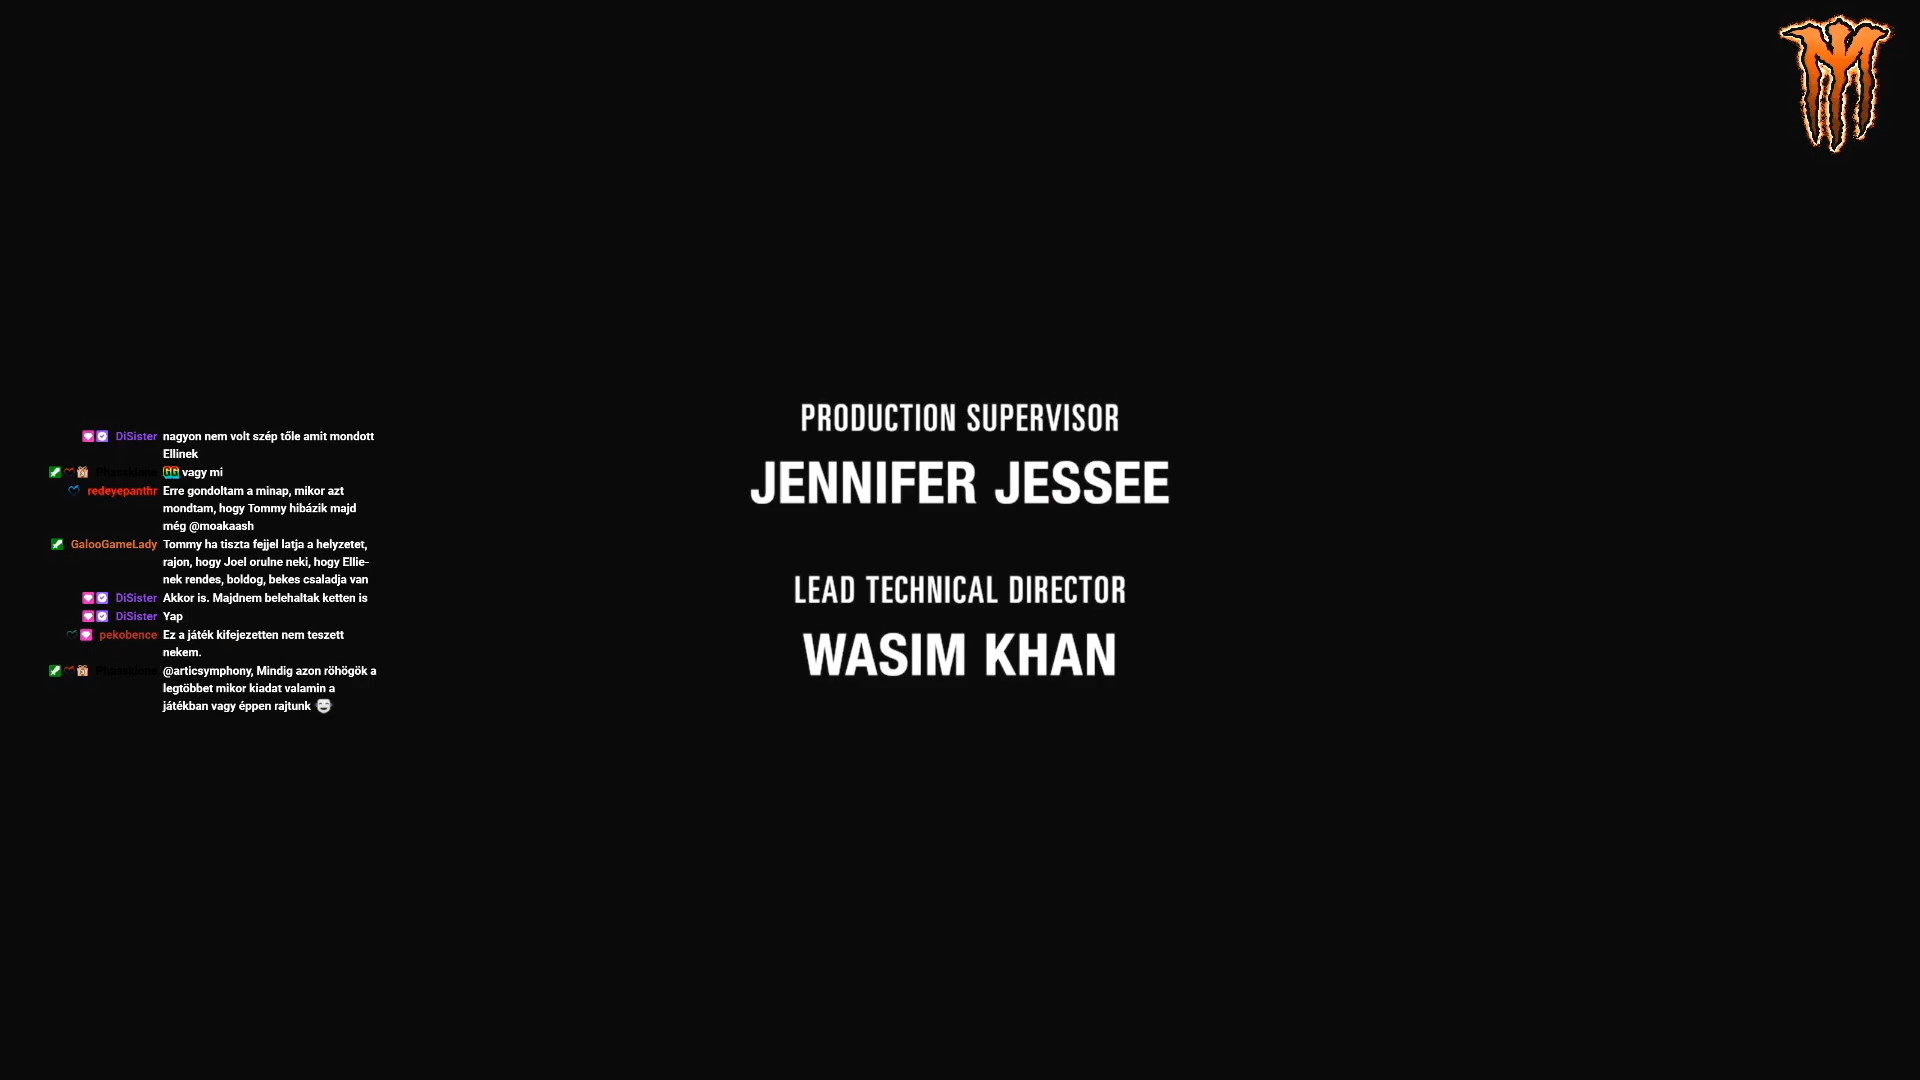 PRODUCTION SUPERVISOR
JENNIFER JESSEE
LEAD TECHNICAL DIRECTOR
WASIM KHAN
DiSister nagyon nem volt szép tőle amit mondott
Ellinek
GG vagy mi
redeyepanthr Erre gondoltam a minap, mikor azt
mondtam, hogy Tommy hibázik majd
még @moakaash
GalooGameLady Tommy ha tiszta fejjel latja a helyzetet,
rajon, hogy Joel orulne neki, hogy Ellie-
nek rendes, boldog, bekes csaladja van
DiSister Akkor is. Majdnem belehaltak ketten is
DiSister Yap
pekobence Ez a játék kifejezetten nem teszett
nekem.
@articsymphony, Mindig azon röhögök a
legtöbbet mikor kiadat valamin a
játékban vagy éppen rajtunk